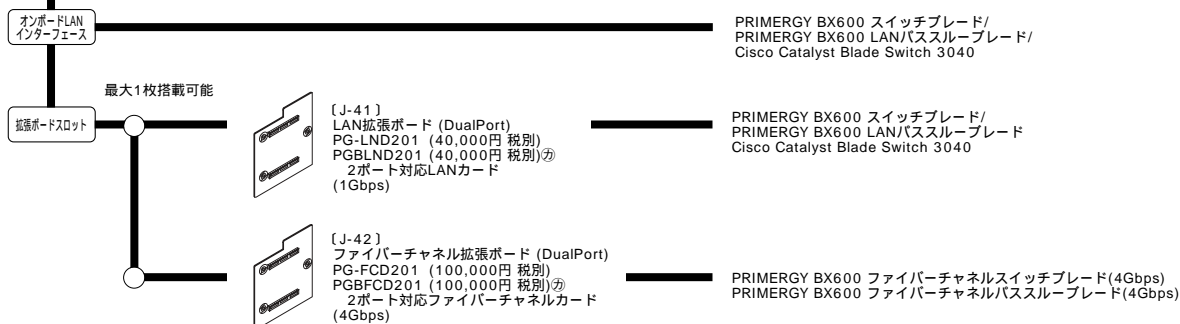 オンボードLAN
インターフェース
PRIMERGY BX600 スイッチブレード/
PRIMERGY BX600 LANパススルーブレード/
Cisco Catalyst Blade Switch 3040
最大1枚搭載可能
拡張ボードスロット
〔J-41〕
LAN拡張ボード (DualPort)
PG-LND201 (40,000円 税別)
PGBLND201 (40,000円 税別)㋕
2ポート対応LANカード
(1Gbps)
PRIMERGY BX600 スイッチブレード/
PRIMERGY BX600 LANパススルーブレード
Cisco Catalyst Blade Switch 3040
〔J-42〕
ファイバーチャネル拡張ボード (DualPort)
PG-FCD201 (100,000円 税別)
PGBFCD201 (100,000円 税別)㋕
2ポート対応ファイバーチャネルカード
(4Gbps)
PRIMERGY BX600 ファイバーチャネルスイッチブレード(4Gbps)
PRIMERGY BX600 ファイバーチャネルパススルーブレード(4Gbps)